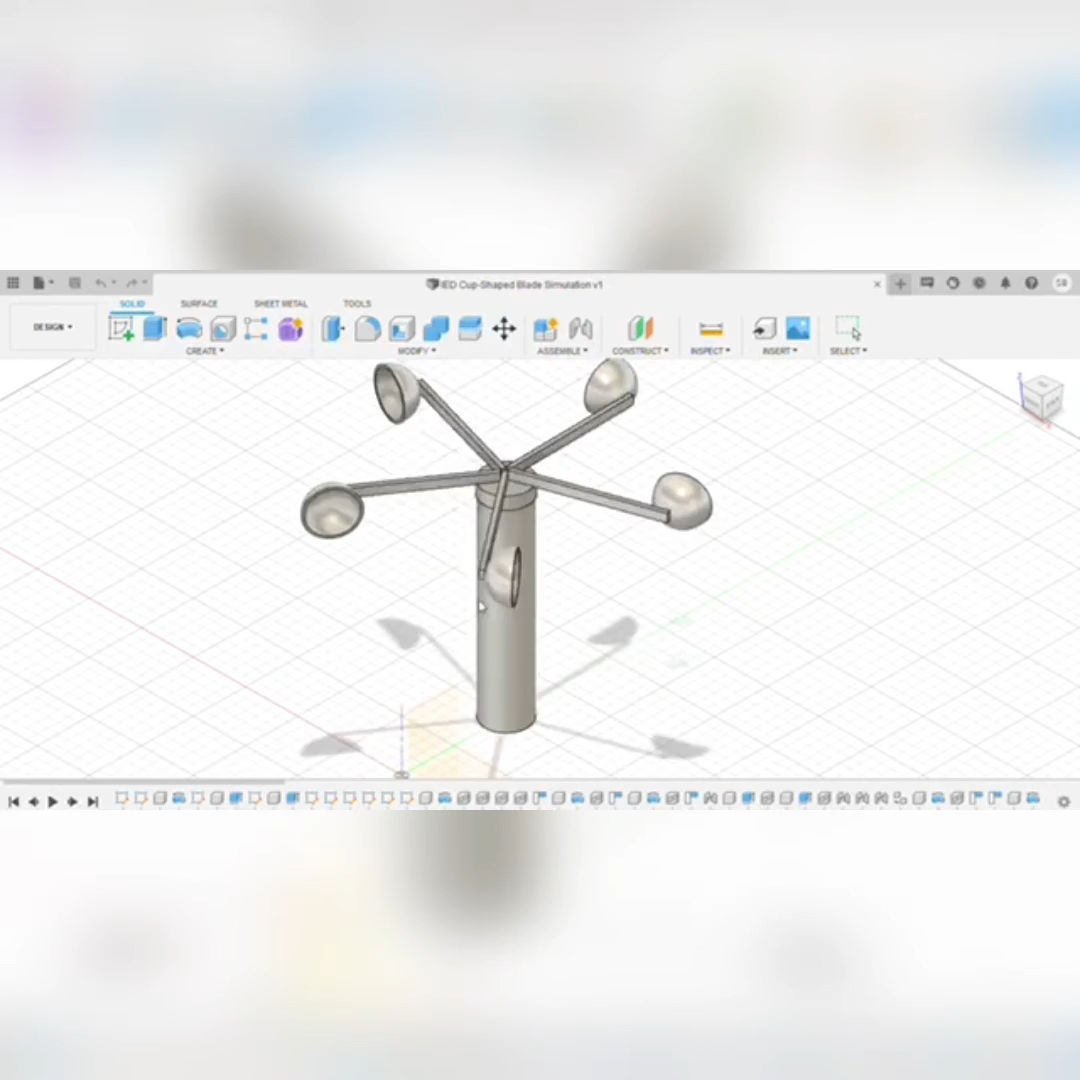 IED Cup-Shaped Blade Simulation v1
SOLID SURFACE SHEET METAL TOOLS
DESIGN
CREATE MODIFY ASSEMBLE CONSTRUCT INSPECT INSERT SELECT